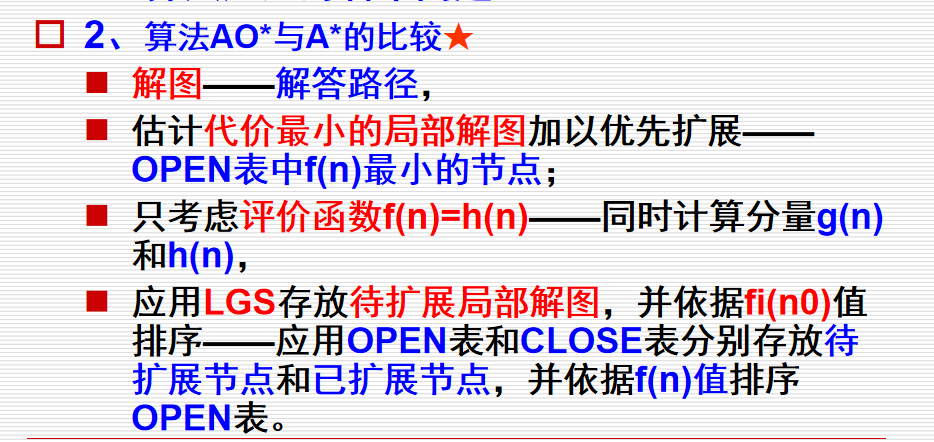 2、算法AO*与A*的比较★
解图——解答路径，
估计代价最小的局部解图加以优先扩展——
OPEN表中f(n)最小的节点；
只考虑评价函数f(n)=h(n)——同时计算分量g(n)
和h(n)，
应用LGS存放待扩展局部解图，并依据fi(n0)值
排序——应用OPEN表和CLOSE表分别存放待
扩展节点和已扩展节点，并依据f(n)值排序
OPEN表。